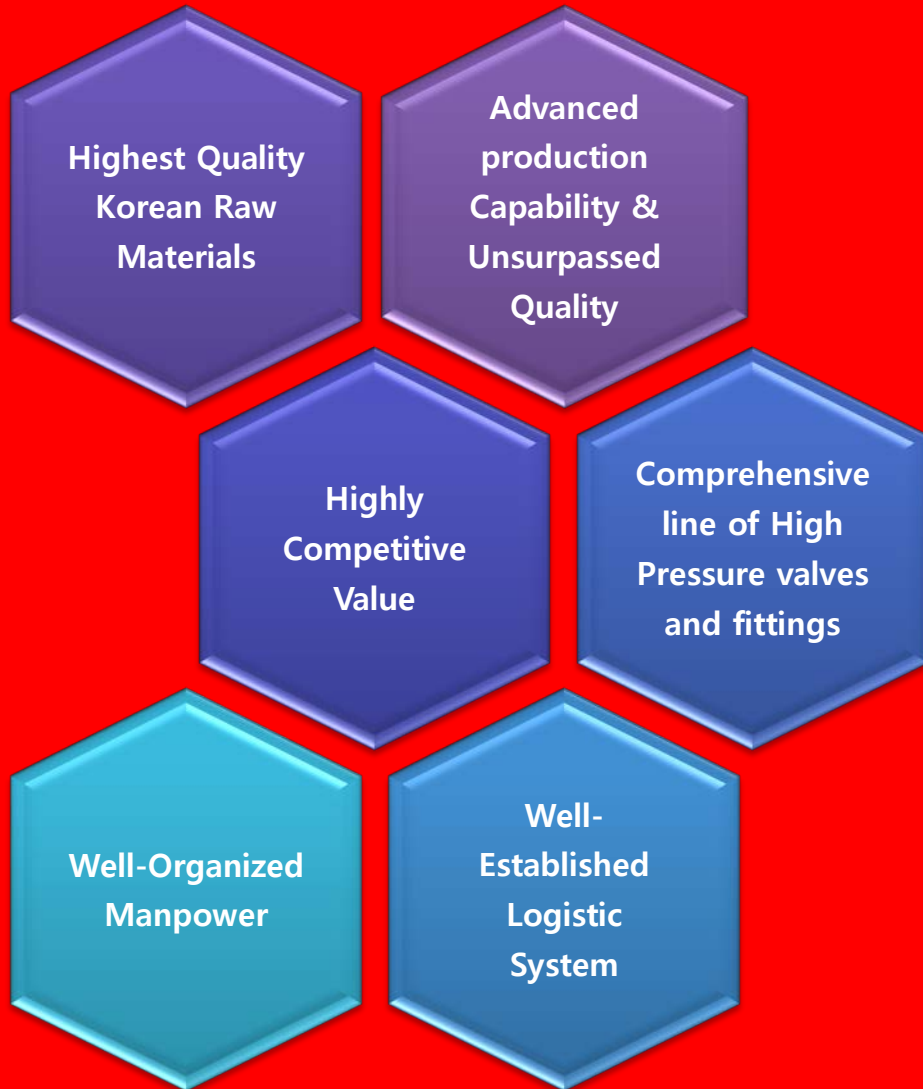 Highest Quality
Korean Raw
Materials
Advanced
production
Capability &
Unsurpassed
Quality
Highly
Competitive
Value
Comprehensive
line of High
Pressure valves
and fittings
Well-Organized
Manpower
Well-
Established
Logistic
System